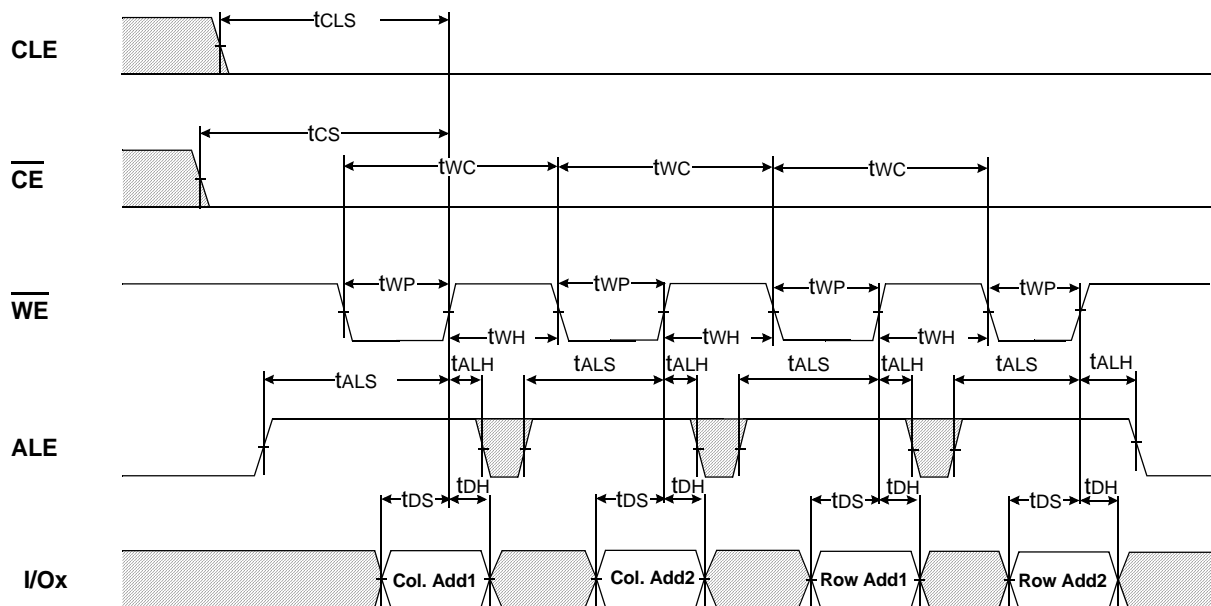 CLE
tCLS
CE
tCS
tWC tWC tWC
WE
tWP tWP tWP tWP
tWH tWH tWH
ALE
tALS tALH tALS tALH tALS tALH tALS tALH
tDS tDH tDS tDH tDS tDH tDS tDH
I/Ox
Col. Add1 Col. Add2 Row Add1 Row Add2